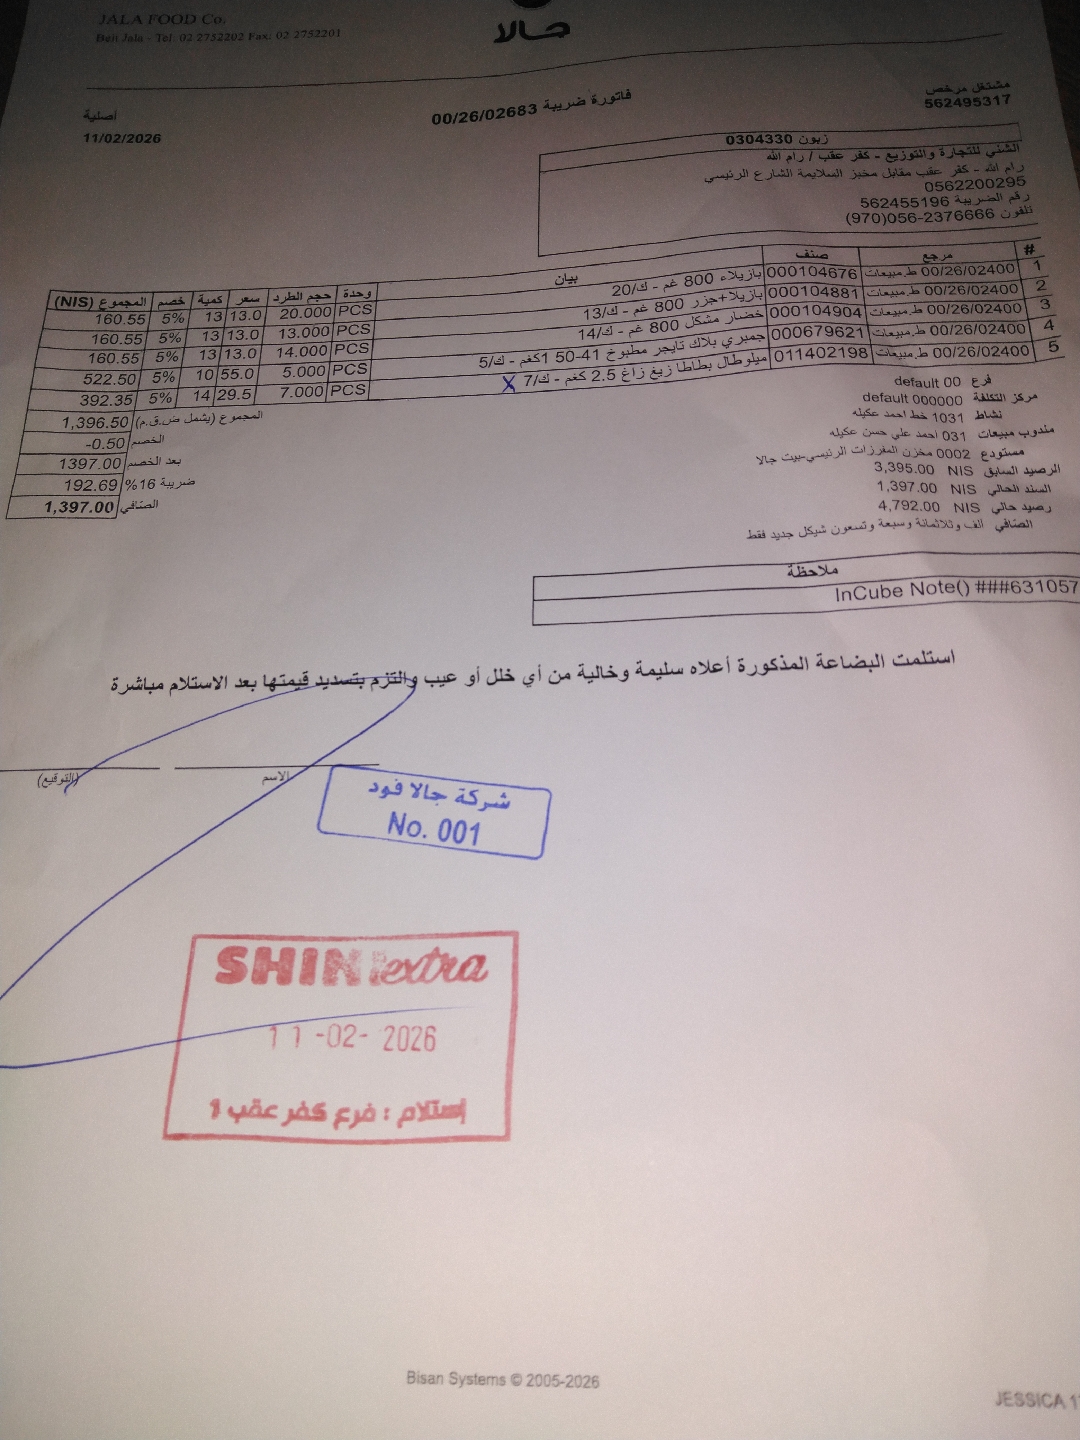 JALA FOOD Co.
Beit Jala - Tel: 02 2752202 Fax: 02 2752201
جالا
مشتغل مرخص
562495317
فاتورة ضريبة 00/26/02683
أصلية
11/02/2026
زبون 0304330
الشني للتجارة والتوزيع - كفر عقب / رام الله
رام الله - كفر عقب مقابل مخبز السلايمة الشارع الرئيسي
0562200295
رقم الضريبة 562455196
تلفون 056-2376666(970)
# مرجع صنف بيان وحدة حجم الطرد سعر كمية خصم المجموع (NIS)
1 00/26/02400 ط.مبيعات 000104676 بازيلاء 800 غم - ك/20 PCS 20.000 13.0 13 5% 160.55
2 00/26/02400 ط.مبيعات 000104881 بازيلا+جزر 800 غم - ك/13 PCS 13.000 13.0 13 5% 160.55
3 00/26/02400 ط.مبيعات 000104904 خضار مشكل 800 غم - ك/14 PCS 14.000 13.0 13 5% 160.55
4 00/26/02400 ط.مبيعات 000679621 جمبري بلاك تايجر مطبوخ 41-50 1كغم - ك/5 PCS 5.000 55.0 10 5% 522.50
5 00/26/02400 ط.مبيعات 011402198 ميلوطال بطاطا زيغ زاغ 2.5 كغم - ك/7 X PCS 7.000 29.5 14 5% 392.35
المجموع (يشمل ض.ق.م) 1,396.50
الخصم -0.50
بعد الخصم 1397.00
ضريبة 16% 192.69
الصافي 1,397.00
فرع 00 default
مركز التكلفة 000000 default
نشاط 1031 خط احمد عكيله
مندوب مبيعات 031 احمد علي حسن عكيله
مستودع 0002 مخزن المفرزات الرئيسي-بيت جالا
الرصيد السابق NIS 3,395.00
السند الحالي NIS 1,397.00
رصيد حالي NIS 4,792.00
الصافي الف وثلاثمائة وسبعة وتسعون شيكل جديد فقط
ملاحظة
InCube Note() ###631057
استلمت البضاعة المذكورة أعلاه سليمة وخالية من أي خلل أو عيب والتزم بتسديد قيمتها بعد الاستلام مباشرة
الاسم
(التوقيع)
شركة جالا فود
No. 001
SHINI extra
11-02-2026
إستلام : فرع كفر عقب 1
Bisan Systems © 2005-2026
JESSICA